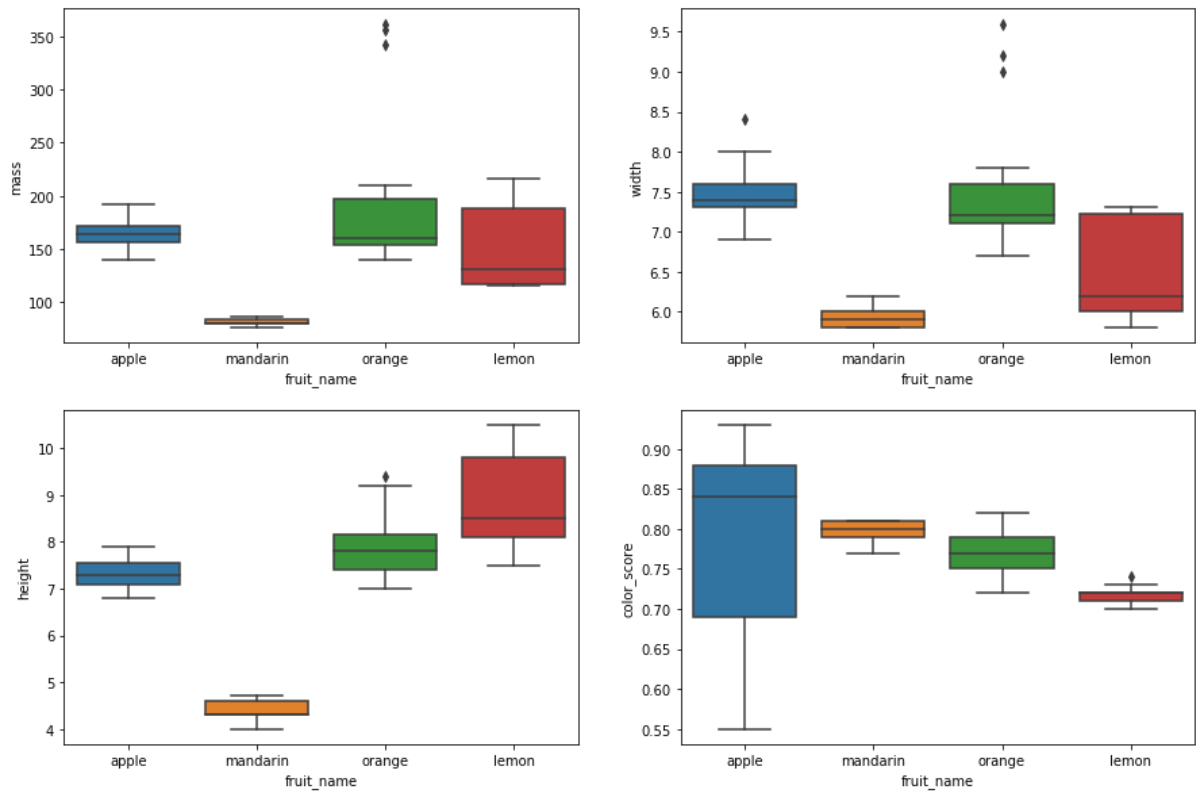 mass
350
300
250
200
150
100
apple mandarin orange lemon
fruit_name
width
9.5
9.0
8.5
8.0
7.5
7.0
6.5
6.0
apple mandarin orange lemon
fruit_name
height
10
9
8
7
6
5
4
apple mandarin orange lemon
fruit_name
color_score
0.90
0.85
0.80
0.75
0.70
0.65
0.60
0.55
apple mandarin orange lemon
fruit_name